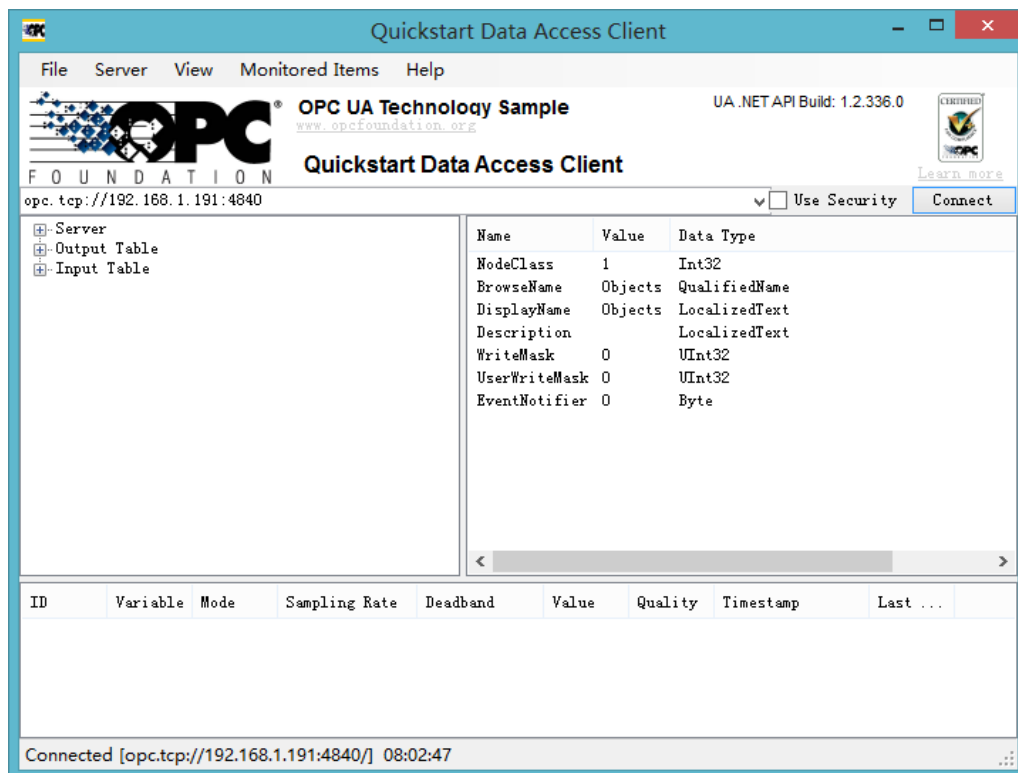 OPC
Quickstart Data Access Client
File Server View Monitored Items Help
OPC®
FOUNDATION
OPC UA Technology Sample
www.opcfoundation.org
Quickstart Data Access Client
UA .NET API Build: 1.2.336.0
CERTIFIED
OPC
Learn more
opc.tcp://192.168.1.191:4840
Use Security
Connect
Server
Output Table
Input Table
Name Value Data Type
NodeClass 1 Int32
BrowseName Objects QualifiedName
DisplayName Objects LocalizedText
Description LocalizedText
WriteMask 0 UInt32
UserWriteMask 0 UInt32
EventNotifier 0 Byte
ID Variable Mode Sampling Rate Deadband Value Quality Timestamp Last ...
Connected [opc.tcp://192.168.1.191:4840/] 08:02:47